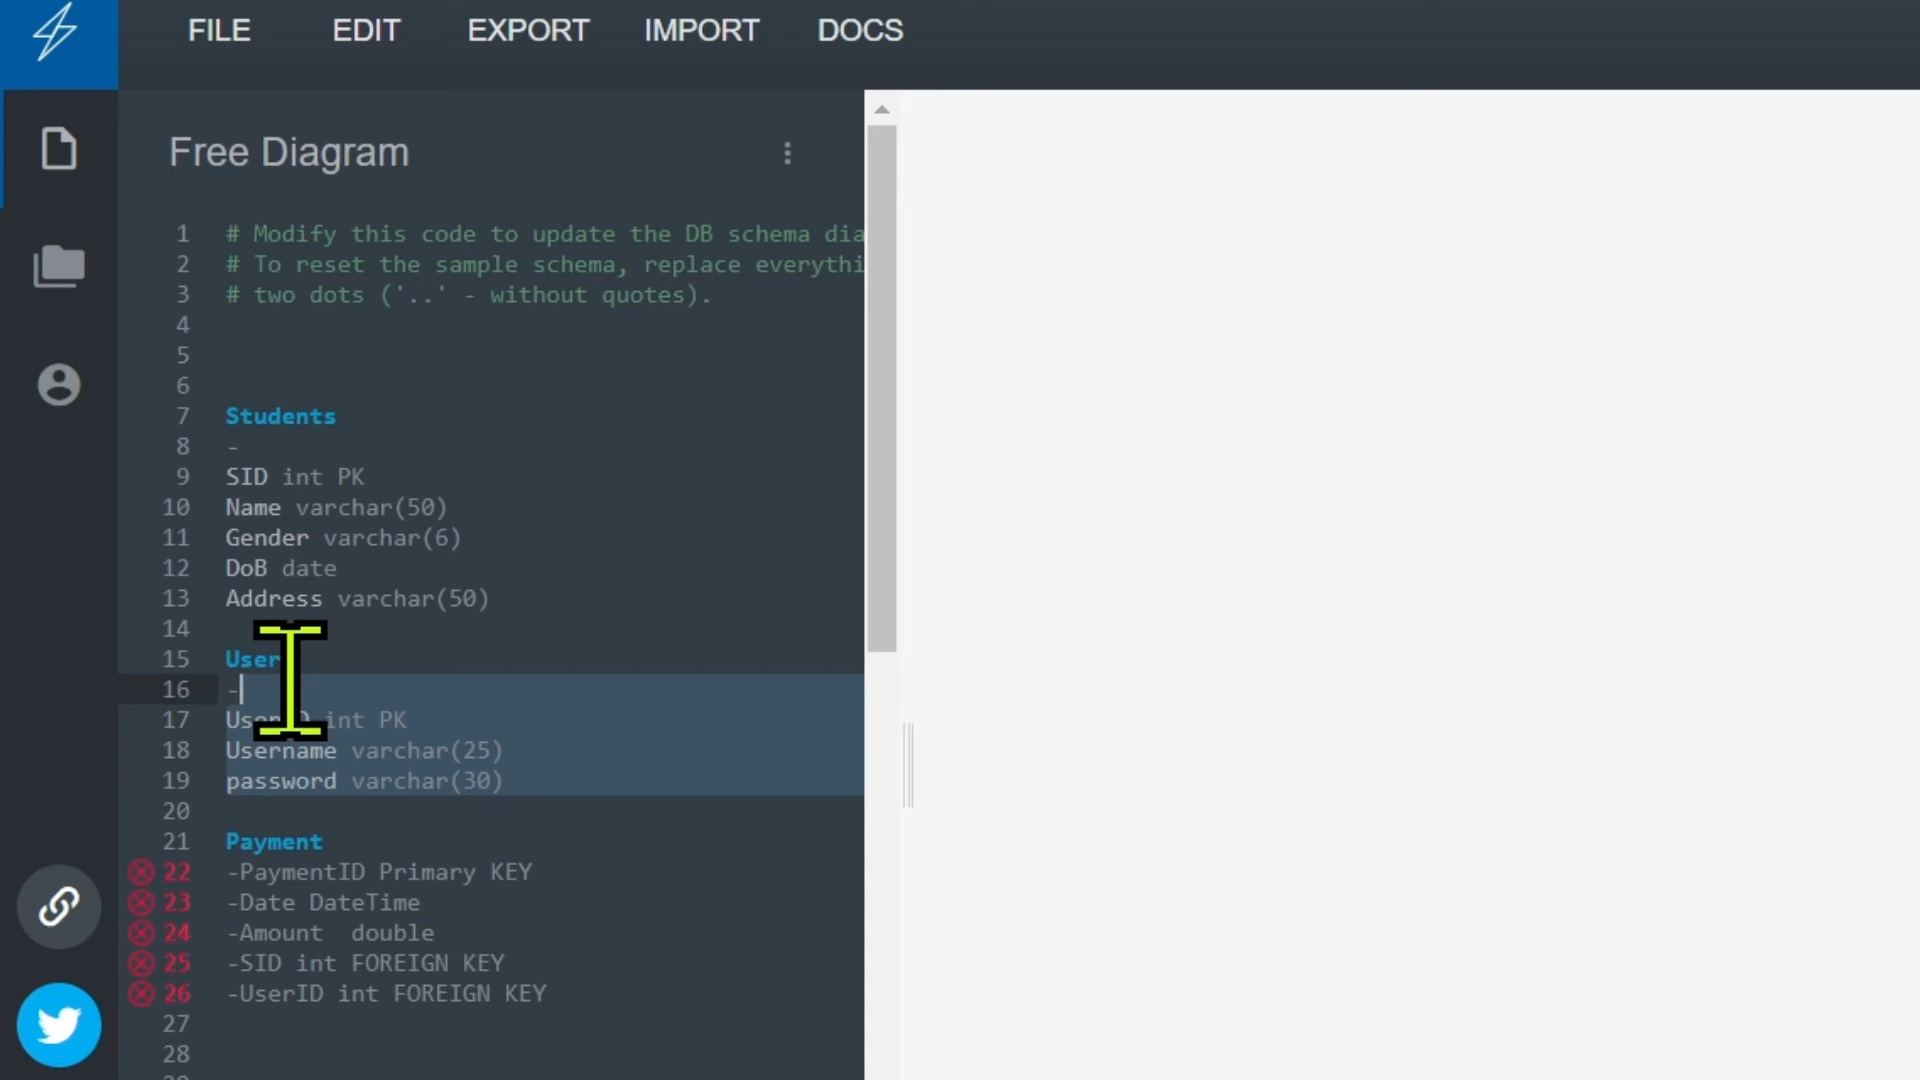 FILE EDIT EXPORT IMPORT DOCS
Free Diagram
1 # Modify this code to update the DB schema dia
2 # To reset the sample schema, replace everythi
3 # two dots ('..' - without quotes).
4
5
6
7 Students
8 -
9 SID int PK
10 Name varchar(50)
11 Gender varchar(6)
12 DoB date
13 Address varchar(50)
14
15 User
16 -
17 int PK
18 Username varchar(25)
19 password varchar(30)
20
21 Payment
22 -PaymentID Primary KEY
23 -Date DateTime
24 -Amount  double
25 -SID int FOREIGN KEY
26 -UserID int FOREIGN KEY
27
28